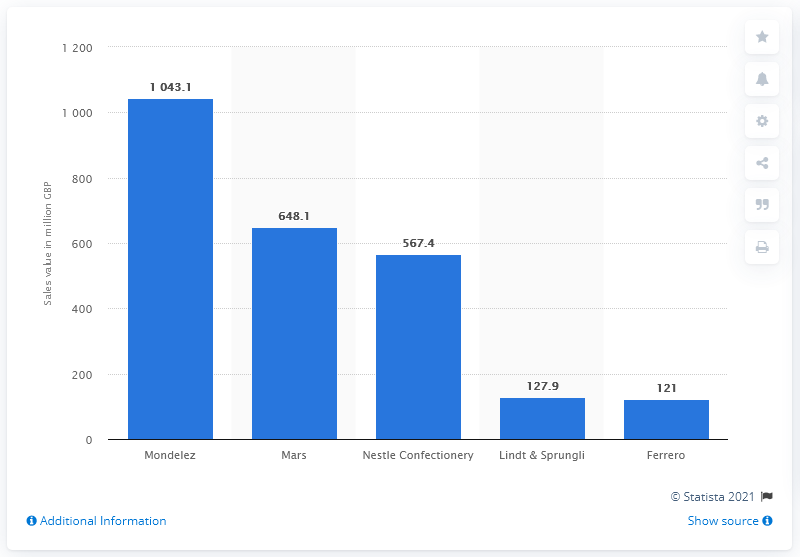 1 200
1 000
800
600
400
200
0
Sales value in million GBP
1 043.1
648.1
567.4
127.9
121
Mondelez
Mars
Nestle Confectionery
Lindt & Sprungli
Ferrero
© Statista 2021
Additional Information
Show source